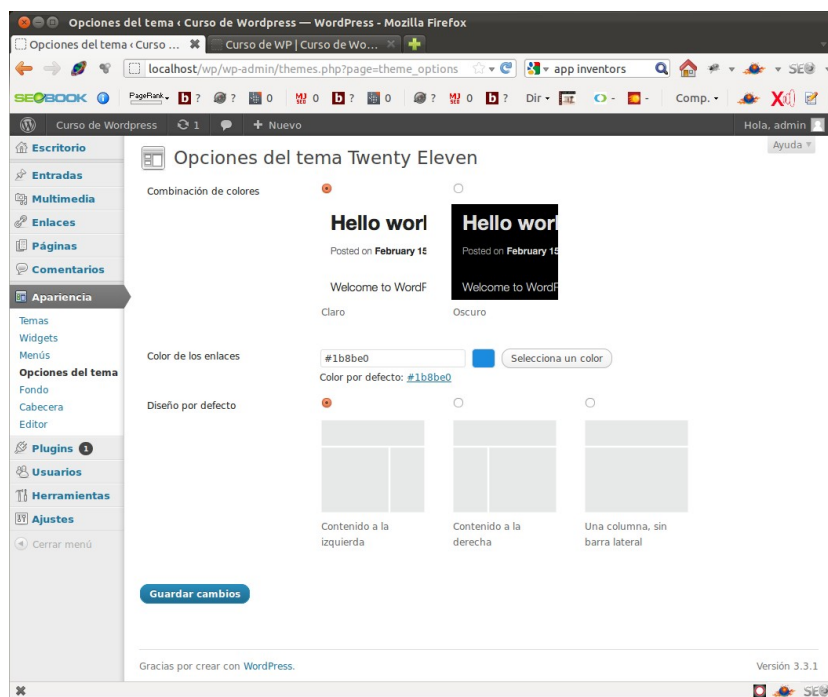 Opciones del tema ‹ Curso de Wordpress — WordPress - Mozilla Firefox
Opciones del tema ‹ Curso ... Curso de WP | Curso de Wo...
localhost/wp/wp-admin/themes.php?page=theme_options app inventors
SEOBOOK PageRank ? ? 0 0 ? 0 ? 0 ? Dir Comp.
Curso de Wordpress 1 + Nuevo Hola, admin
Ayuda
Escritorio
Entradas
Multimedia
Enlaces
Páginas
Comentarios
Apariencia
Temas
Widgets
Menús
Opciones del tema
Fondo
Cabecera
Editor
Plugins 1
Usuarios
Herramientas
Ajustes
Cerrar menú
Opciones del tema Twenty Eleven
Combinación de colores
Hello worl
Posted on February 15
Welcome to WordP
Claro
Hello worl
Posted on February 15
Welcome to WordP
Oscuro
Color de los enlaces
#1b8be0
Selecciona un color
Color por defecto: #1b8be0
Diseño por defecto
Contenido a la
izquierda
Contenido a la
derecha
Una columna, sin
barra lateral
Guardar cambios
Gracias por crear con WordPress.
Versión 3.3.1